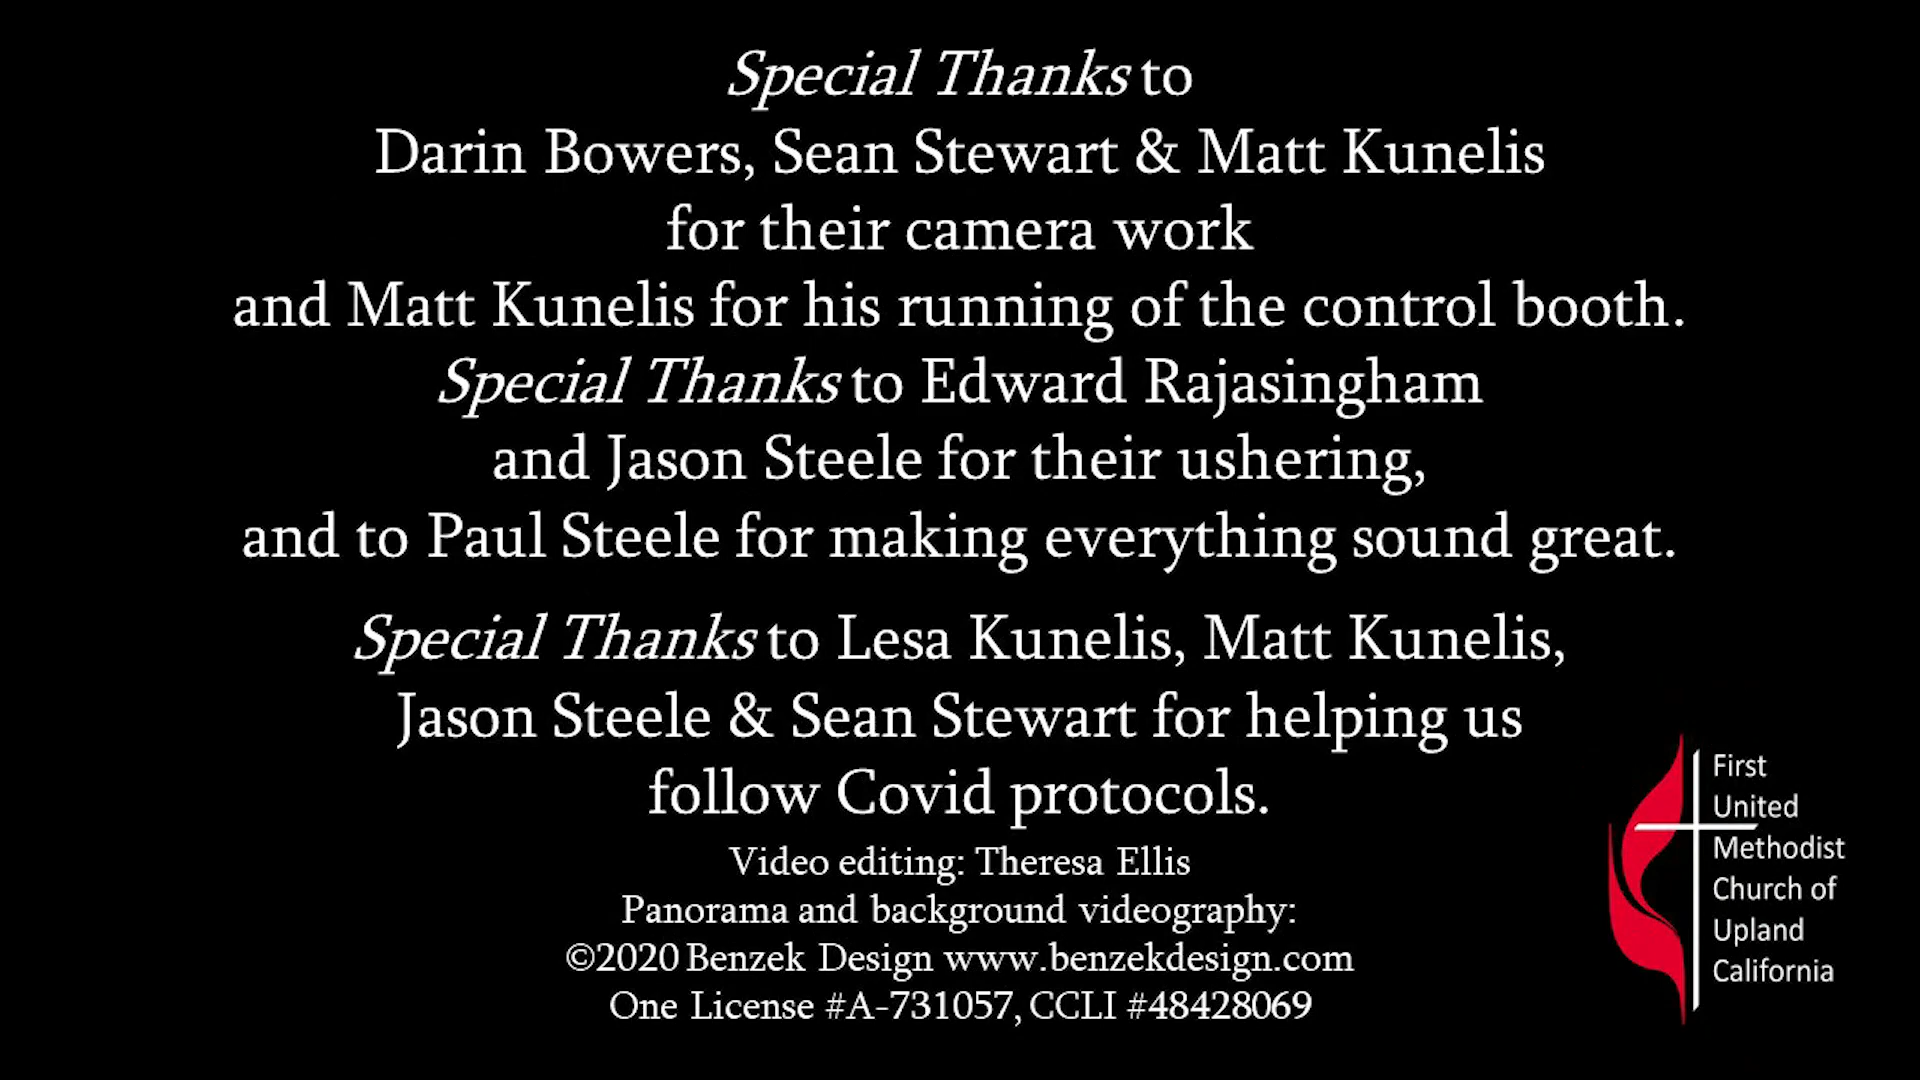 Special Thanks to
Darin Bowers, Sean Stewart & Matt Kunelis
for their camera work
and Matt Kunelis for his running of the control booth.
Special Thanks to Edward Rajasingham
and Jason Steele for their ushering,
and to Paul Steele for making everything sound great.
Special Thanks to Lesa Kunelis, Matt Kunelis,
Jason Steele & Sean Stewart for helping us
follow Covid protocols.
Video editing: Theresa Ellis
Panorama and background videography:
©2020 Benzek Design www.benzekdesign.com
One License #A-731057, CCLI #48428069
First
United
Methodist
Church of
Upland
California